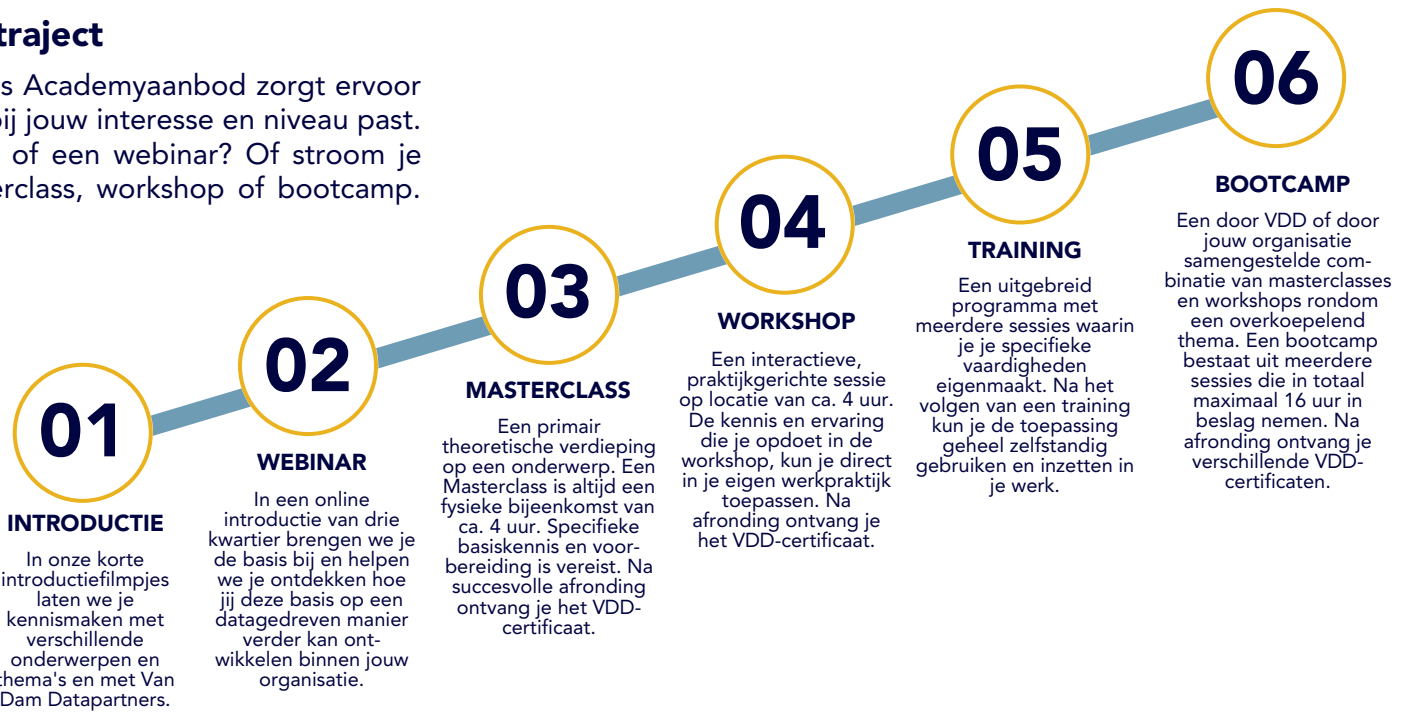 traject
s Academyaanbod zorgt ervoor
bij jouw interesse en niveau past.
of een webinar? Of stroom je
erclass, workshop of bootcamp.
01
INTRODUCTIE
In onze korte
introductiefilmpjes
laten we je
kennismaken met
verschillende
onderwerpen en
thema's en met Van
Dam Datapartners.
02
WEBINAR
In een online
introductie van drie
kwartier brengen we je
de basis bij en helpen
we je ontdekken hoe
jij deze basis op een
datagedreven manier
verder kan ont-
wikkelen binnen jouw
organisatie.
03
MASTERCLASS
Een primair
theoretische verdieping
op een onderwerp. Een
Masterclass is altijd een
fysieke bijeenkomst van
ca. 4 uur. Specifieke
basiskennis en voor-
bereiding is vereist. Na
succesvolle afronding
ontvang je het VDD-
certificaat.
04
WORKSHOP
Een interactieve,
praktijkgerichte sessie
op locatie van ca. 4 uur.
De kennis en ervaring
die je opdoet in de
workshop, kun je direct
in je eigen werkpraktijk
toepassen. Na
afronding ontvang je
het VDD-certificaat.
05
TRAINING
Een uitgebreid
programma met
meerdere sessies waarin
je je specifieke
vaardigheden
eigenmaakt. Na het
volgen van een training
kun je de toepassing
geheel zelfstandig
gebruiken en inzetten in
je werk.
06
BOOTCAMP
Een door VDD of door
jouw organisatie
samengestelde com-
binatie van masterclasses
en workshops rondom
een overkoepelend
thema. Een bootcamp
bestaat uit meerdere
sessies die in totaal
maximaal 16 uur in
beslag nemen. Na
afronding ontvang je
verschillende VDD-
certificaten.